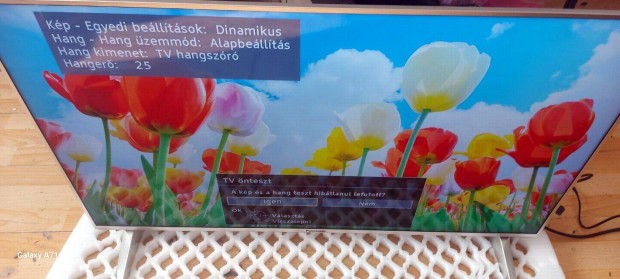 Kép - Egyedi beállítások: Dinamikus
Hang - Hang üzemmód: Alapbeállítás
Hang kimenet: TV hangszóró
Hangerő: 25
TV önteszt
A kép és a hang teszt hibátlanul lefutott?
Igen Nem
OK
Választás
Visszalépni
Galaxy A71